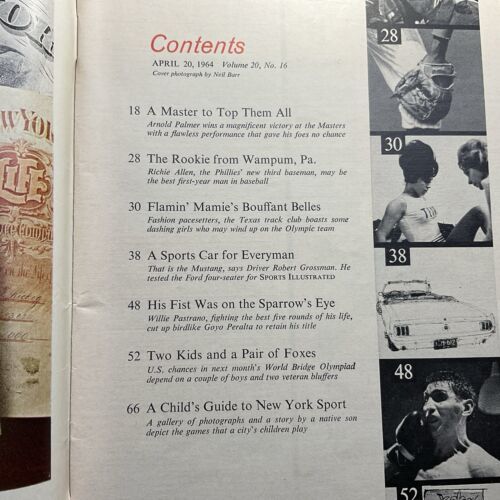 Contents
APRIL 20, 1964 Volume 20, No. 16
Cover photograph by Neil Barr
18 A Master to Top Them All
Arnold Palmer wins a magnificent victory at the Masters
with a flawless performance that gave his foes no chance
28 The Rookie from Wampum, Pa.
Richie Allen, the Phillies' new third baseman, may be
the best first-year man in baseball
30 Flamin' Mamie's Bouffant Belles
Fashion pacesetters, the Texas track club boasts some
dashing girls who may wind up on the Olympic team
38 A Sports Car for Everyman
That is the Mustang, says Driver Robert Grossman. He
tested the Ford four-seater for SPORTS ILLUSTRATED
48 His Fist Was on the Sparrow's Eye
Willie Pastrano, fighting the best five rounds of his life,
cut up birdlike Goyo Peralta to retain his title
52 Two Kids and a Pair of Foxes
U.S. chances in next month's World Bridge Olympiad
depend on a couple of boys and two veteran bluffers
66 A Child's Guide to New York Sport
A gallery of photographs and a story by a native son
depict the games that a city's children play
28
30
38
48
52